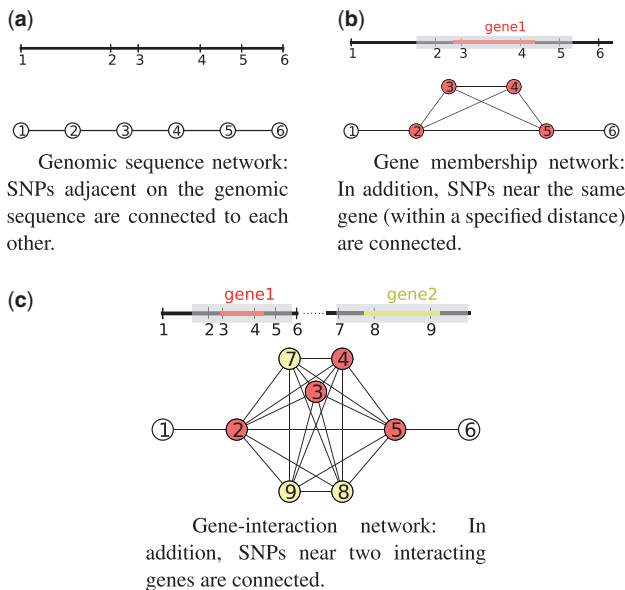 (a)
1 2 3 4 5 6
1 2 3 4 5 6
Genomic sequence network:
SNPs adjacent on the genomic
sequence are connected to each
other.
(b)
gene1
1 2 3 4 5 6
3 4
1 2 5 6
Gene membership network:
In addition, SNPs near the same
gene (within a specified distance)
are connected.
(c)
gene1 gene2
1 2 3 4 5 6 7 8 9
7 4
3
1 2 5 6
9 8
Gene-interaction network: In
addition, SNPs near two interacting
genes are connected.